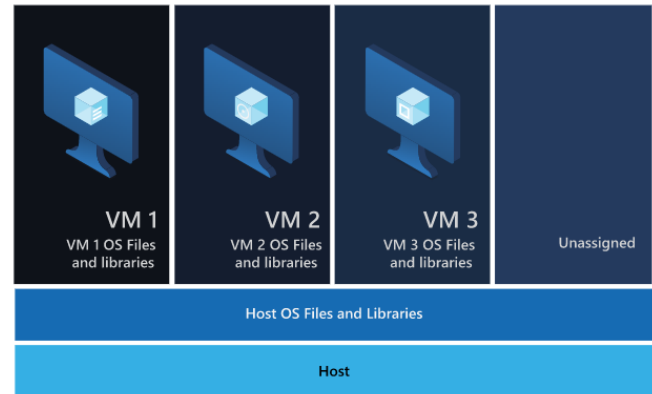 VM 1
VM 1 OS Files
and libraries
VM 2
VM 2 OS Files
and libraries
VM 3
VM 3 OS Files
and libraries
Unassigned
Host OS Files and Libraries
Host